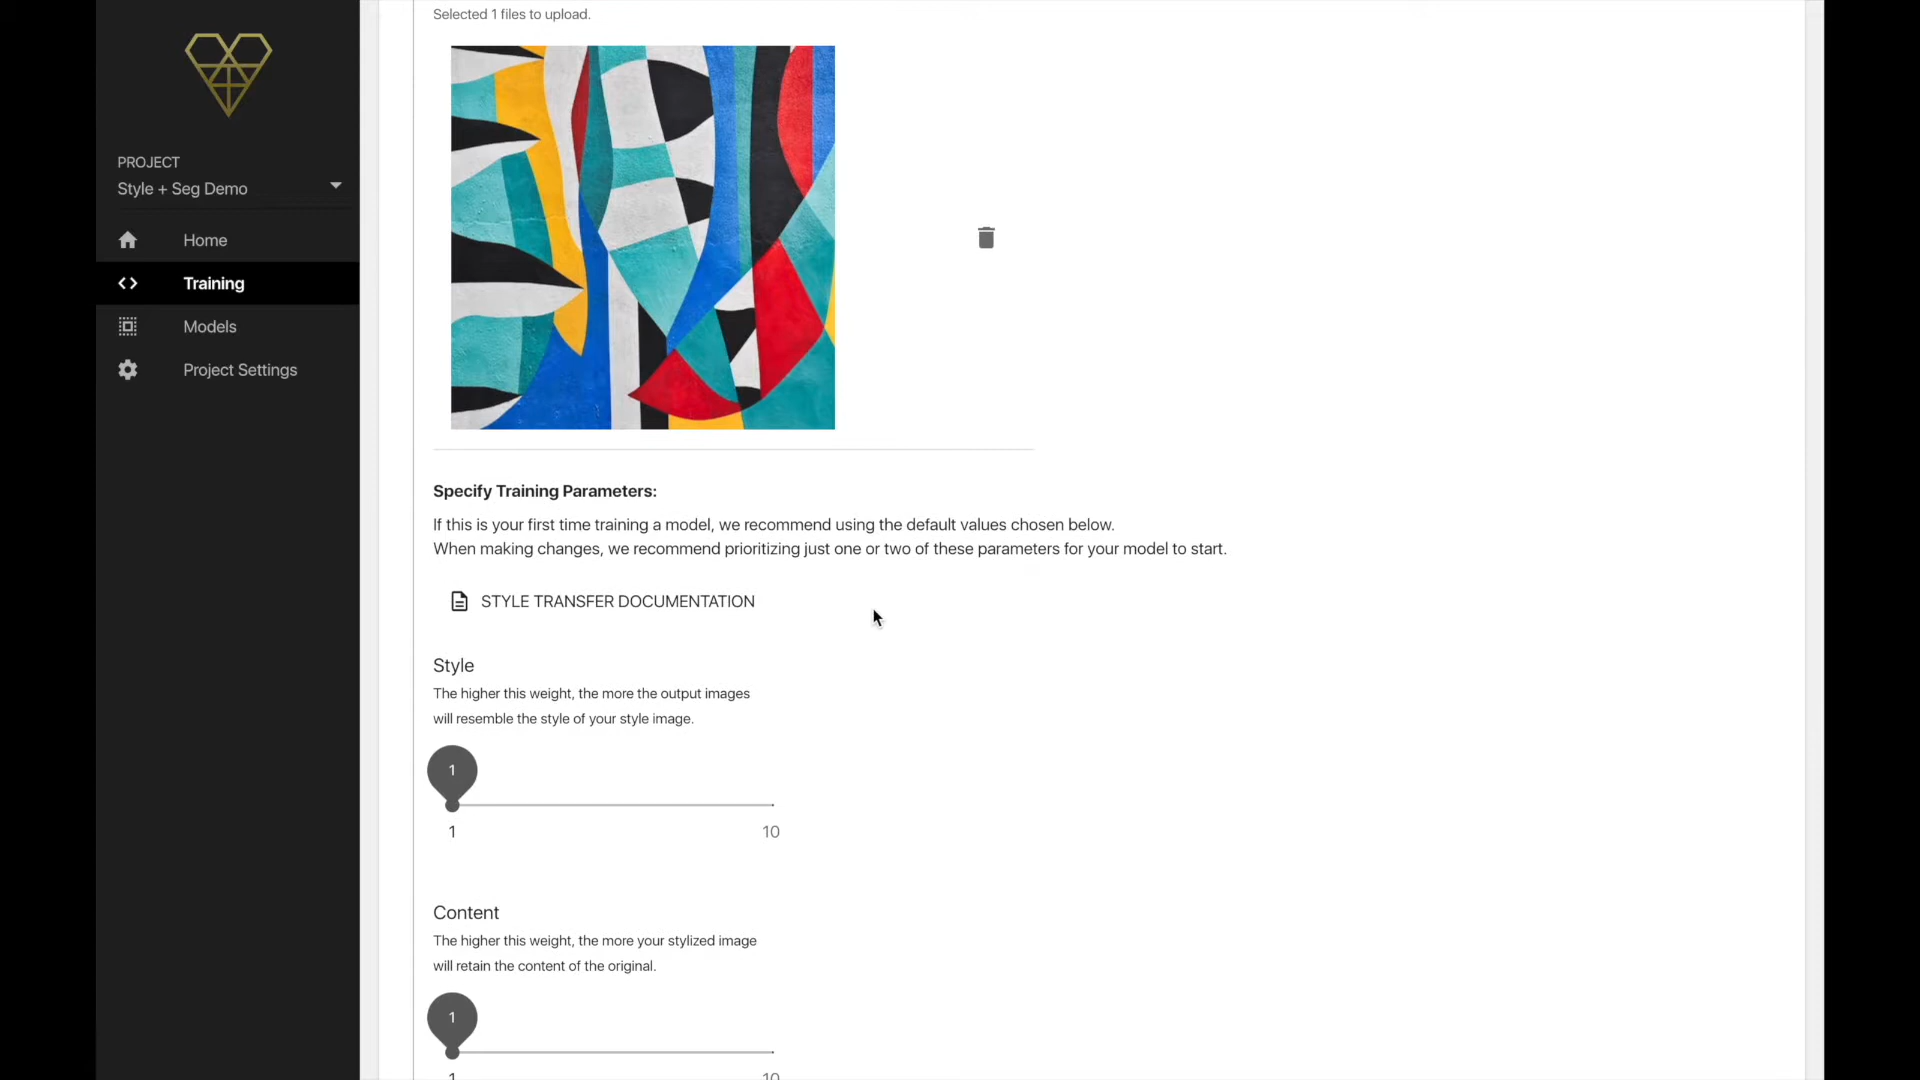 Selected 1 files to upload.
PROJECT
Style + Seg Demo
Home
Training
Models
Project Settings
Specify Training Parameters:
If this is your first time training a model, we recommend using the default values chosen below.
When making changes, we recommend prioritizing just one or two of these parameters for your model to start.
STYLE TRANSFER DOCUMENTATION
Style
The higher this weight, the more the output images
will resemble the style of your style image.
1
1 10
Content
The higher this weight, the more your stylized image
will retain the content of the original.
1
1 10